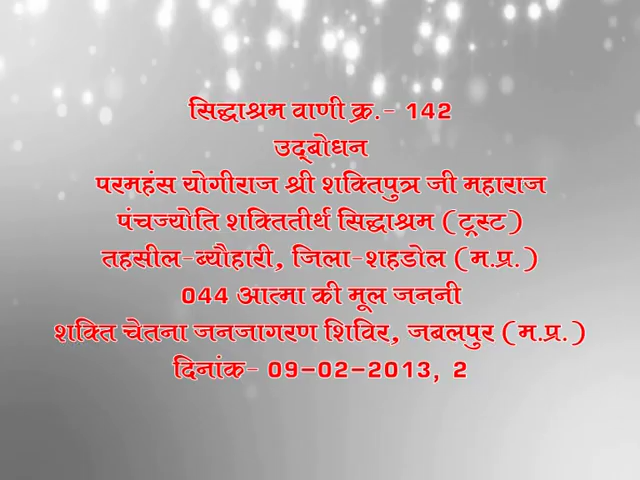 सिद्धाश्रम वाणी क्र.- 142
उद्‌बोधन
परमहंस योगीराज श्री शक्तिपुत्र जी महाराज
पंचज्योति शक्तितीर्थ सिद्धाश्रम (ट्रस्ट)
तहसील-ब्यौहारी, जिला-शहडोल (म.प्र.)
044 आत्मा की मूल जननी
शक्ति चेतना जनजागरण शिविर, जबलपुर (म.प्र.)
दिनांक- 09-02-2013, 2